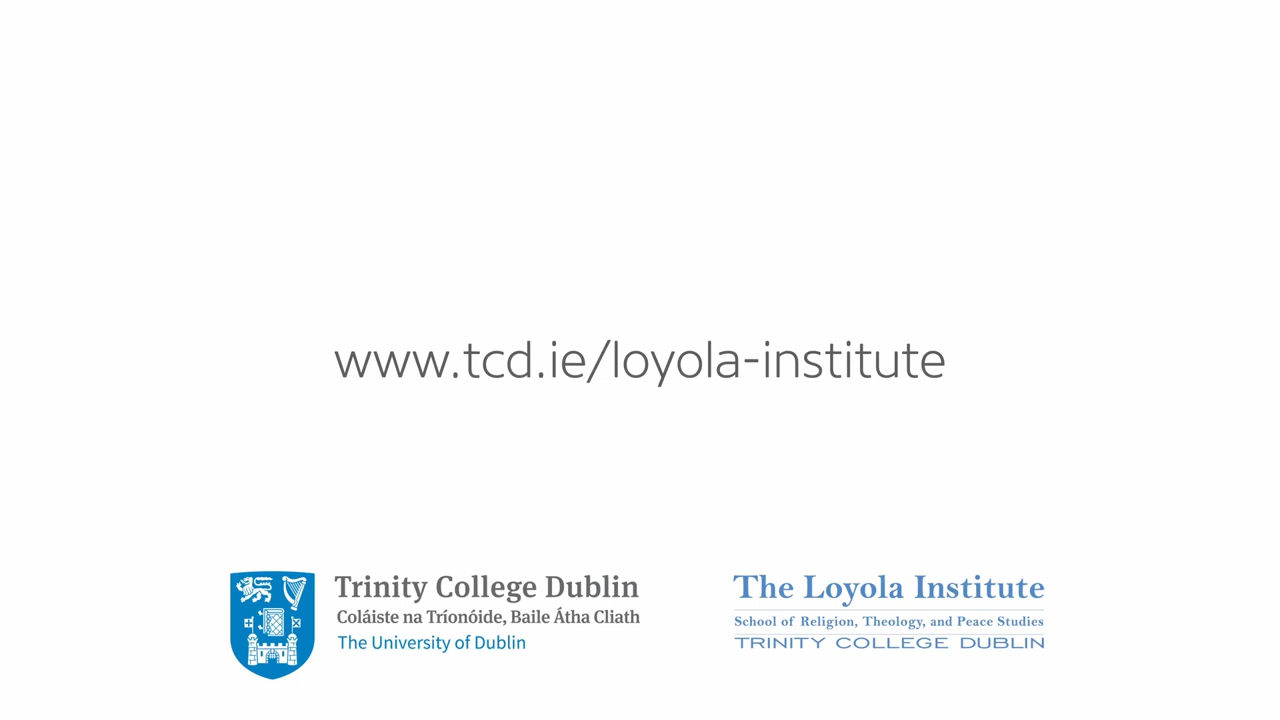 www.tcd.ie/loyola-institute
Trinity College Dublin
Coláiste na Tríonóide, Baile Átha Cliath
The University of Dublin
The Loyola Institute
School of Religion, Theology, and Peace Studies
TRINITY COLLEGE DUBLIN